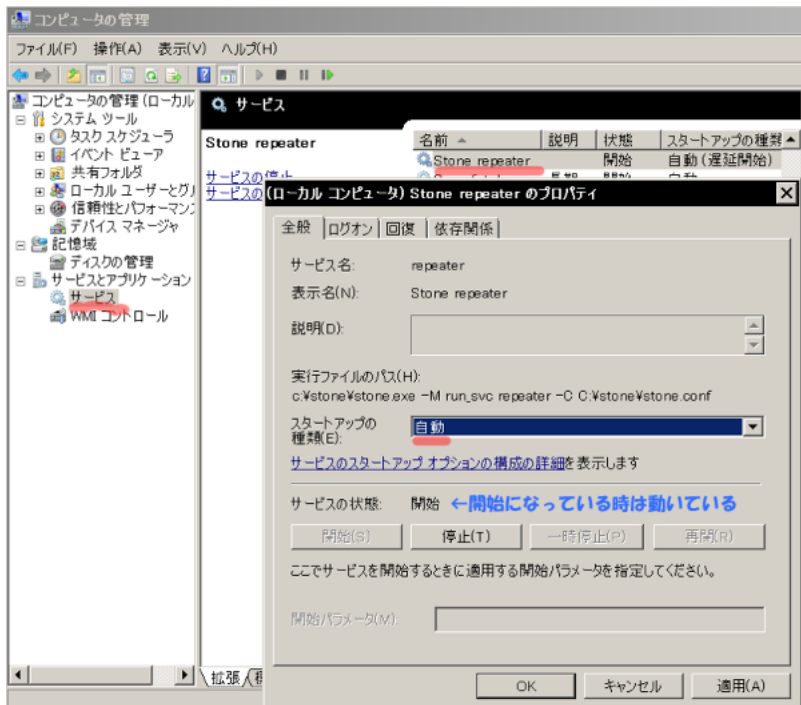 コンピュータの管理
ファイル(F) 操作(A) 表示(V) ヘルプ(H)
コンピュータの管理 (ローカル
システム ツール
タスク スケジューラ
イベント ビューア
共有フォルダ
ローカル ユーザーとグル
信頼性とパフォーマンス
デバイス マネージャ
記憶域
ディスクの管理
サービスとアプリケーション
サービス
WMI コントロール
サービス
Stone repeater
サービスの停止
サービスの
名前 説明 状態 スタートアップの種類
Stone repeater 開始 自動 (遅延開始)
(ローカル コンピュータ) Stone repeater のプロパティ
全般 ログオン 回復 依存関係
サービス名: repeater
表示名(N): Stone repeater
説明(D):
実行ファイルのパス(H):
c:¥stone¥stone.exe -M run_svc repeater -C C:¥stone¥stone.conf
スタートアップの
種類(E): 自動
サービスのスタートアップ オプションの構成の詳細を表示します
サービスの状態: 開始 ←開始になっている時は動いている
開始(S) 停止(T) 一時停止(P) 再開(R)
ここでサービスを開始するときに適用する開始パラメータを指定してください。
開始パラメータ(M):
OK キャンセル 適用(A)
拡張